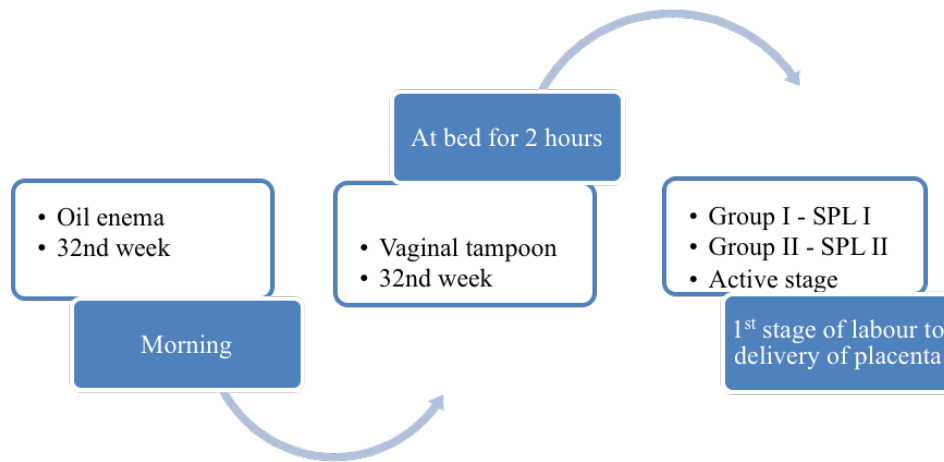 • Oil enema
• 32nd week
Morning
At bed for 2 hours
• Vaginal tampoon
• 32nd week
• Group I - SPL I
• Group II - SPL II
• Active stage
1st stage of labour to
delivery of placenta